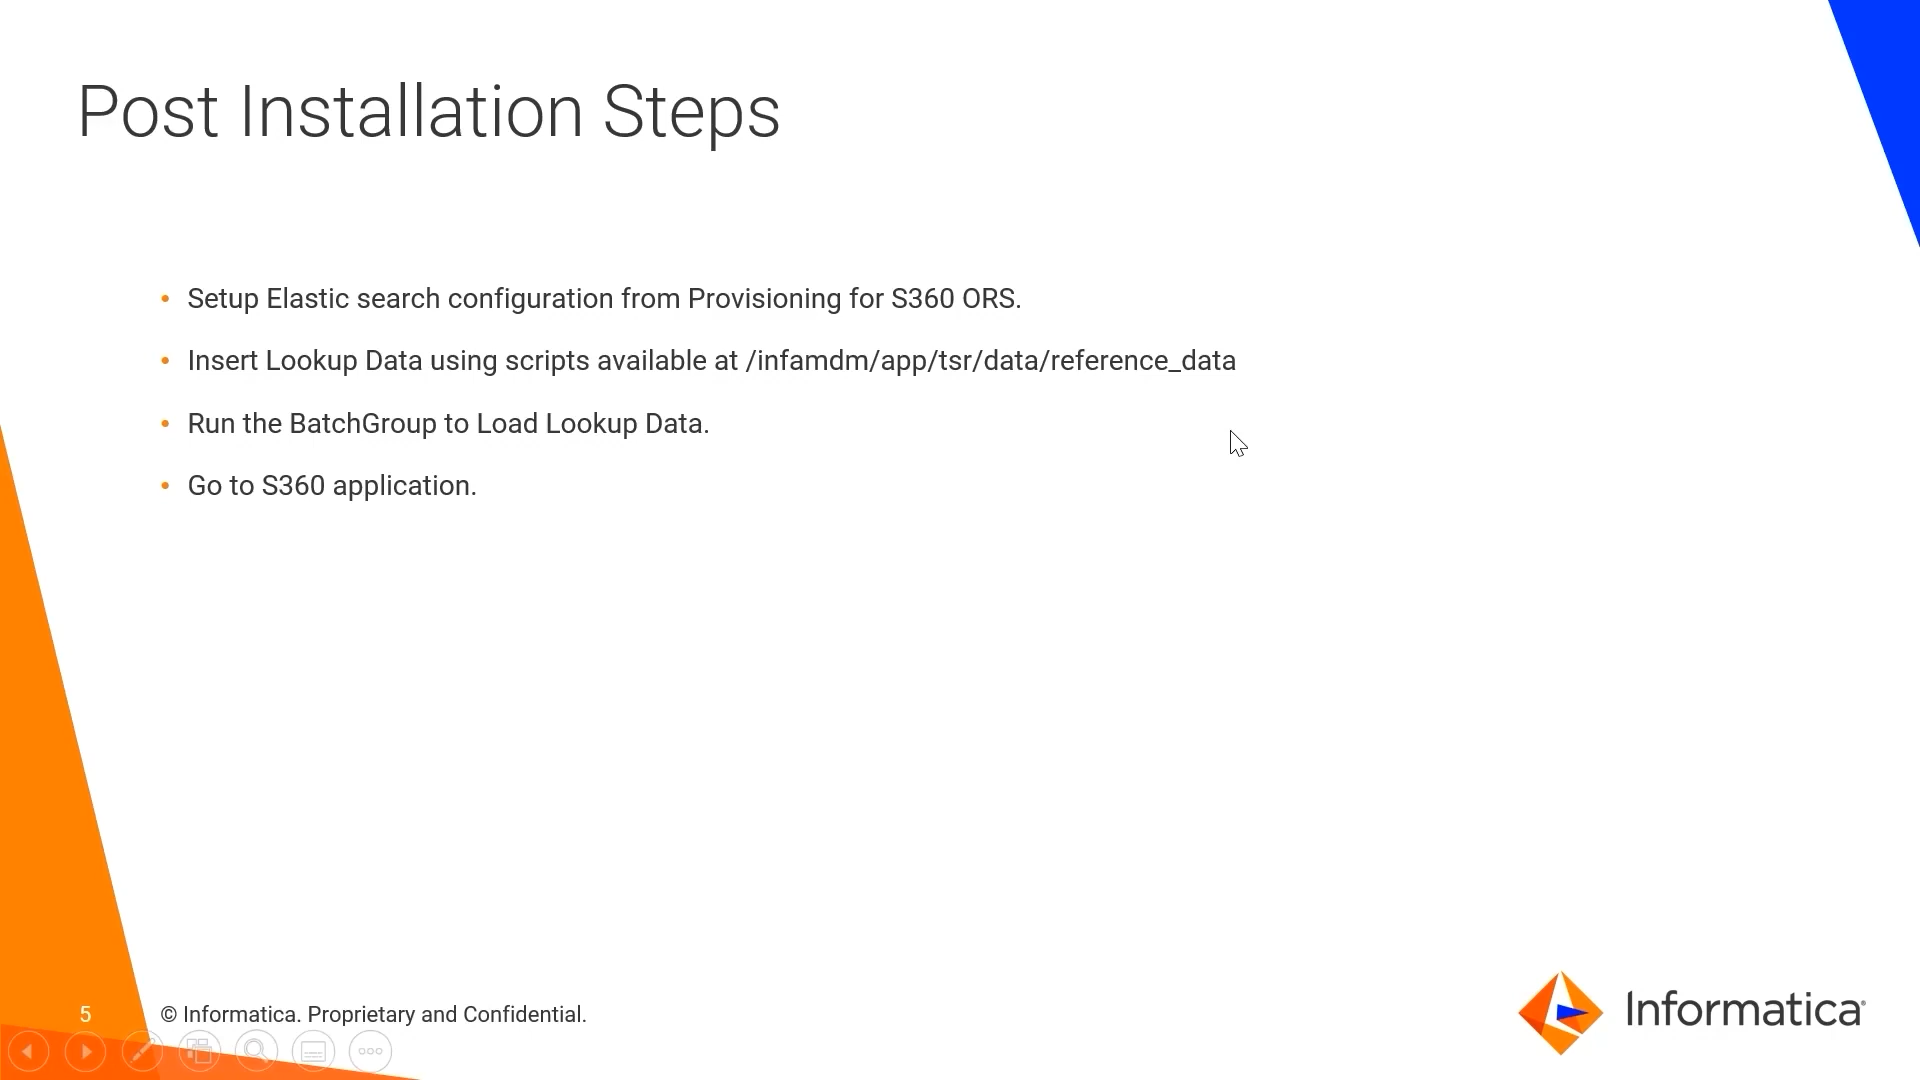 Post Installation Steps
• Setup Elastic search configuration from Provisioning for S360 ORS.
• Insert Lookup Data using scripts available at /infamdm/app/tsr/data/reference_data
• Run the BatchGroup to Load Lookup Data.
• Go to S360 application.
5 © Informatica. Proprietary and Confidential.
Informatica®